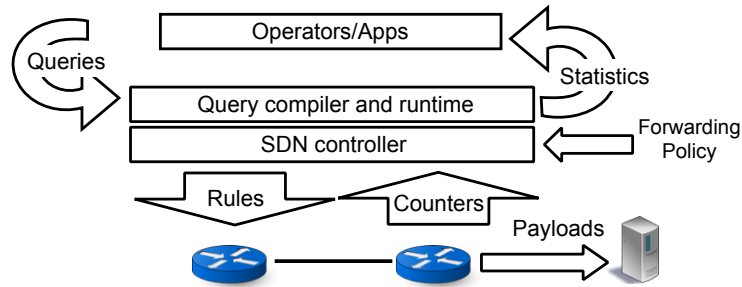 Operators/Apps
Queries
Statistics
Query compiler and runtime
SDN controller
Forwarding
Policy
Rules
Counters
Payloads